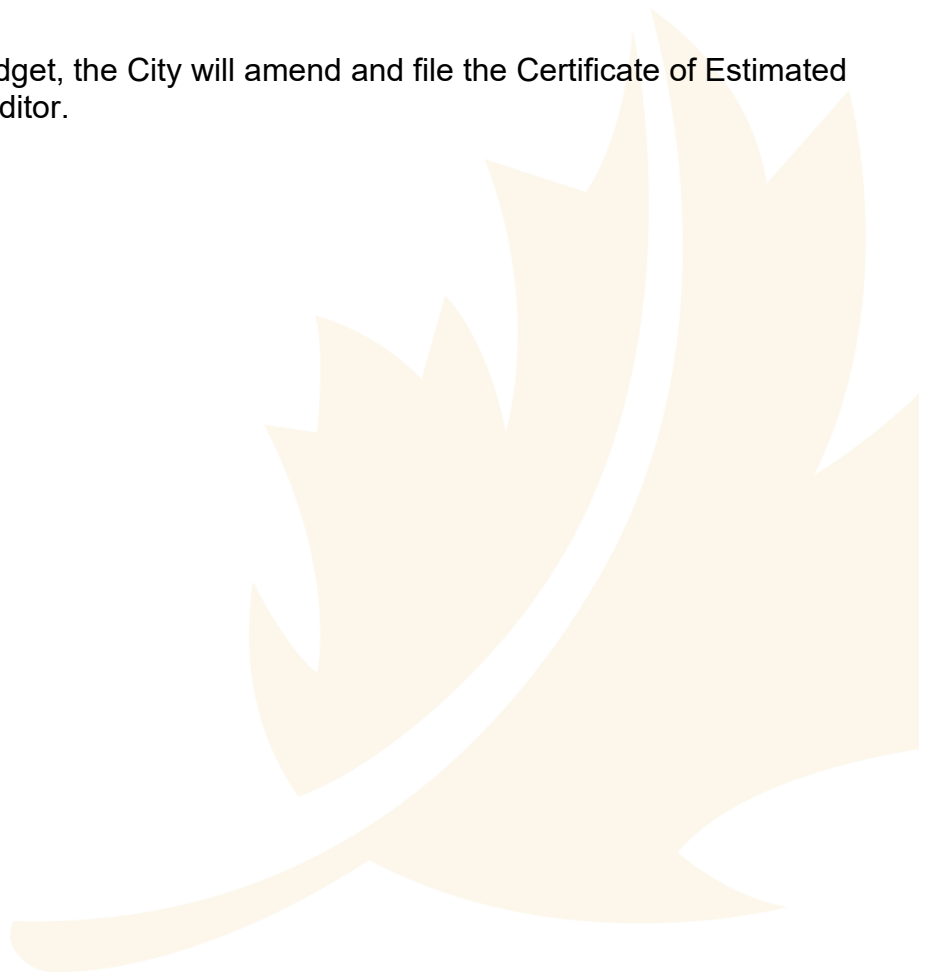 dget, the City will amend and file the Certificate of Estimated
ditor.